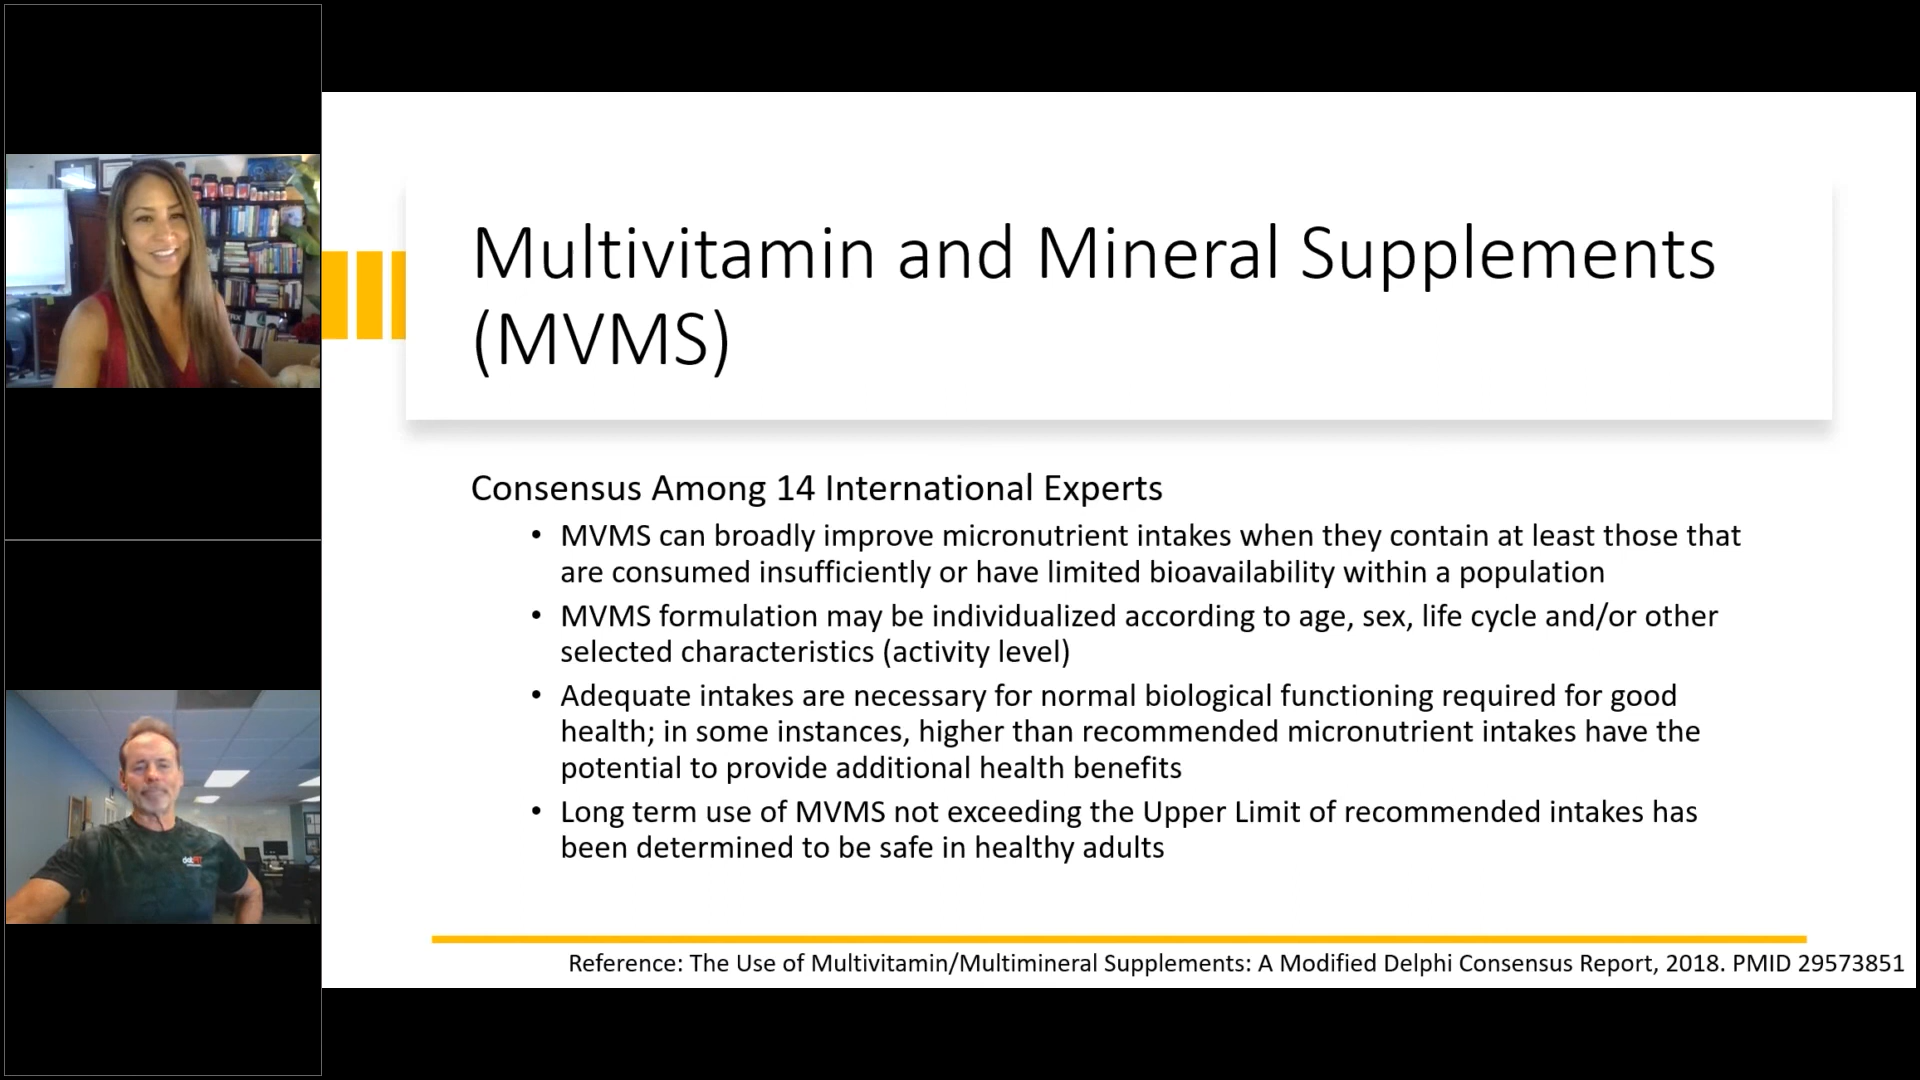 Multivitamin and Mineral Supplements
(MVMS)
Consensus Among 14 International Experts
• MVMS can broadly improve micronutrient intakes when they contain at least those that
are consumed insufficiently or have limited bioavailability within a population
• MVMS formulation may be individualized according to age, sex, life cycle and/or other
selected characteristics (activity level)
• Adequate intakes are necessary for normal biological functioning required for good
health; in some instances, higher than recommended micronutrient intakes have the
potential to provide additional health benefits
• Long term use of MVMS not exceeding the Upper Limit of recommended intakes has
been determined to be safe in healthy adults
Reference: The Use of Multivitamin/Multimineral Supplements: A Modified Delphi Consensus Report, 2018. PMID 29573851
dotFIT